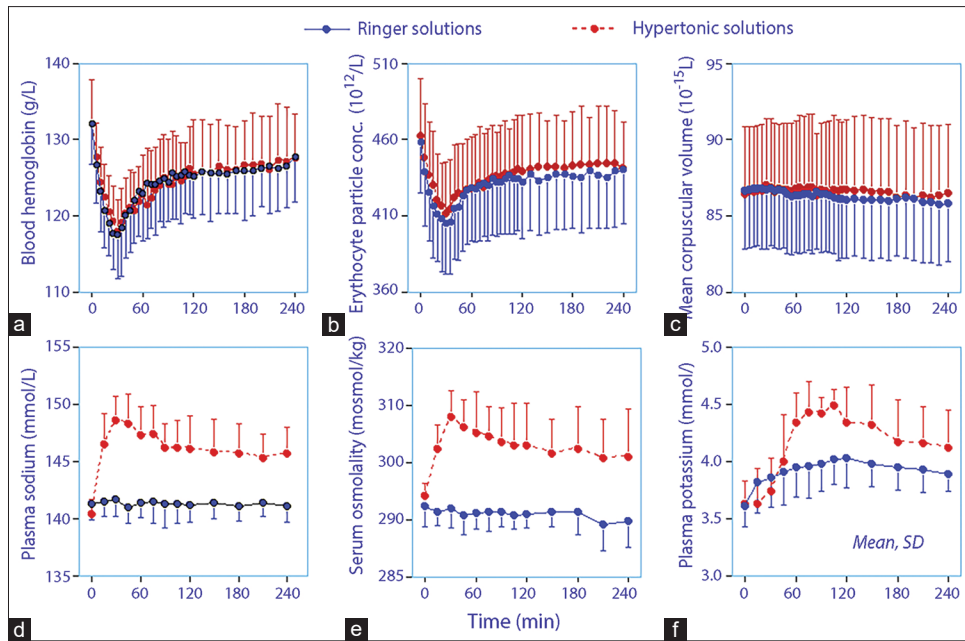 Ringer solutions
Hypertonic solutions
Blood hemoglobin (g/L)
140
130
120
110
0 60 120 180 240
a
Erythocyte particle conc. (10¹²/L)
510
460
410
360
0 60 120 180 240
b
Mean corpuscular volume (10⁻¹⁵L)
95
90
85
80
0 60 120 180 240
c
Plasma sodium (mmol/L)
155
150
145
140
135
0 60 120 180 240
d
Serum osmolality (mosmol/kg)
320
310
300
290
285
0 60 120 180 240
Time (min)
e
Plasma potassium (mmol/)
5.0
4.5
4.0
3.5
3.0
Mean, SD
0 60 120 180 240
f